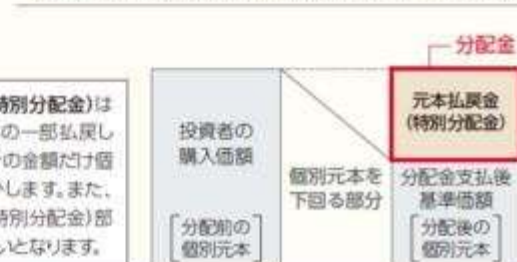 分配金
特別分配金)は
の一部払戻し
の金額だけ個
します。また、
特別分配金)部
いとなります。
投資者の
購入価額
分配前の
個別元本
個別元本を
下回る部分
元本払戻金
(特別分配金)
分配金支払後
基準価額
分配後の
個別元本